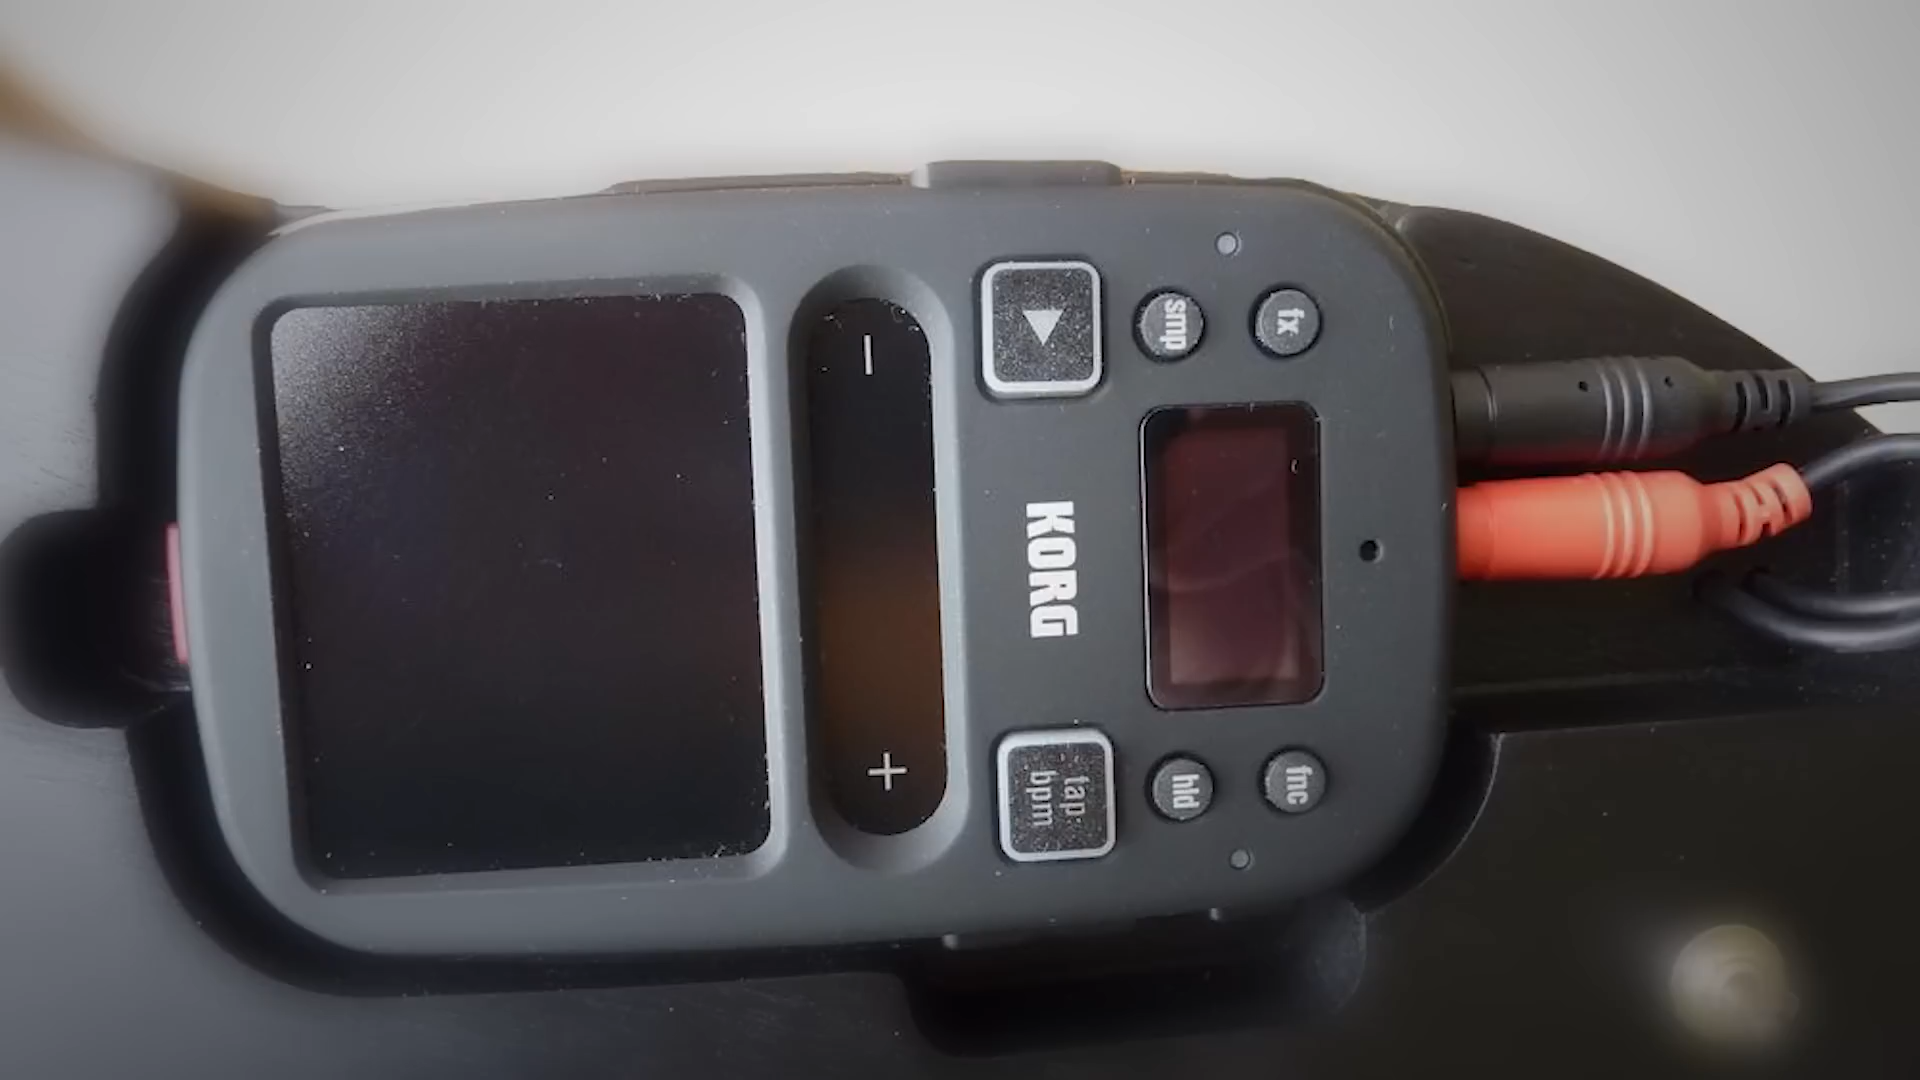 fx
fnc
smp
hld
KORG
tap:
bpm